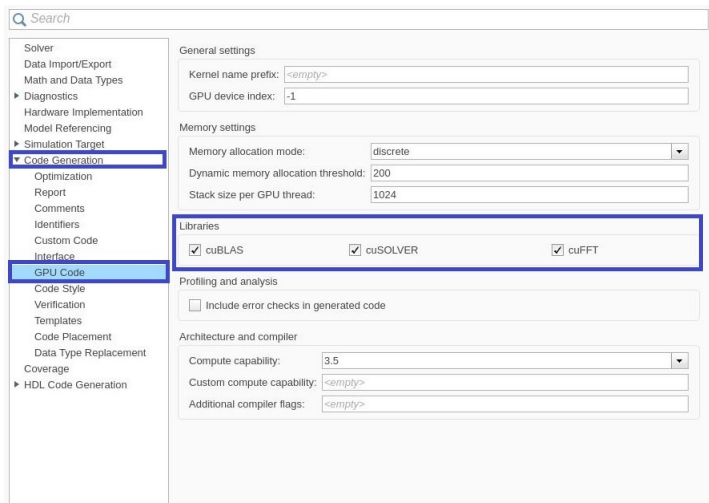 Search
Solver
Data Import/Export
Math and Data Types
Diagnostics
Hardware Implementation
Model Referencing
Simulation Target
Code Generation
Optimization
Report
Comments
Identifiers
Custom Code
Interface
GPU Code
Code Style
Verification
Templates
Code Placement
Data Type Replacement
Coverage
HDL Code Generation
General settings
Kernel name prefix: <empty>
GPU device index: -1
Memory settings
Memory allocation mode: discrete
Dynamic memory allocation threshold: 200
Stack size per GPU thread: 1024
Libraries
cuBLAS cuSOLVER cuFFT
Profiling and analysis
Include error checks in generated code
Architecture and compiler
Compute capability: 3.5
Custom compute capability: <empty>
Additional compiler flags: <empty>